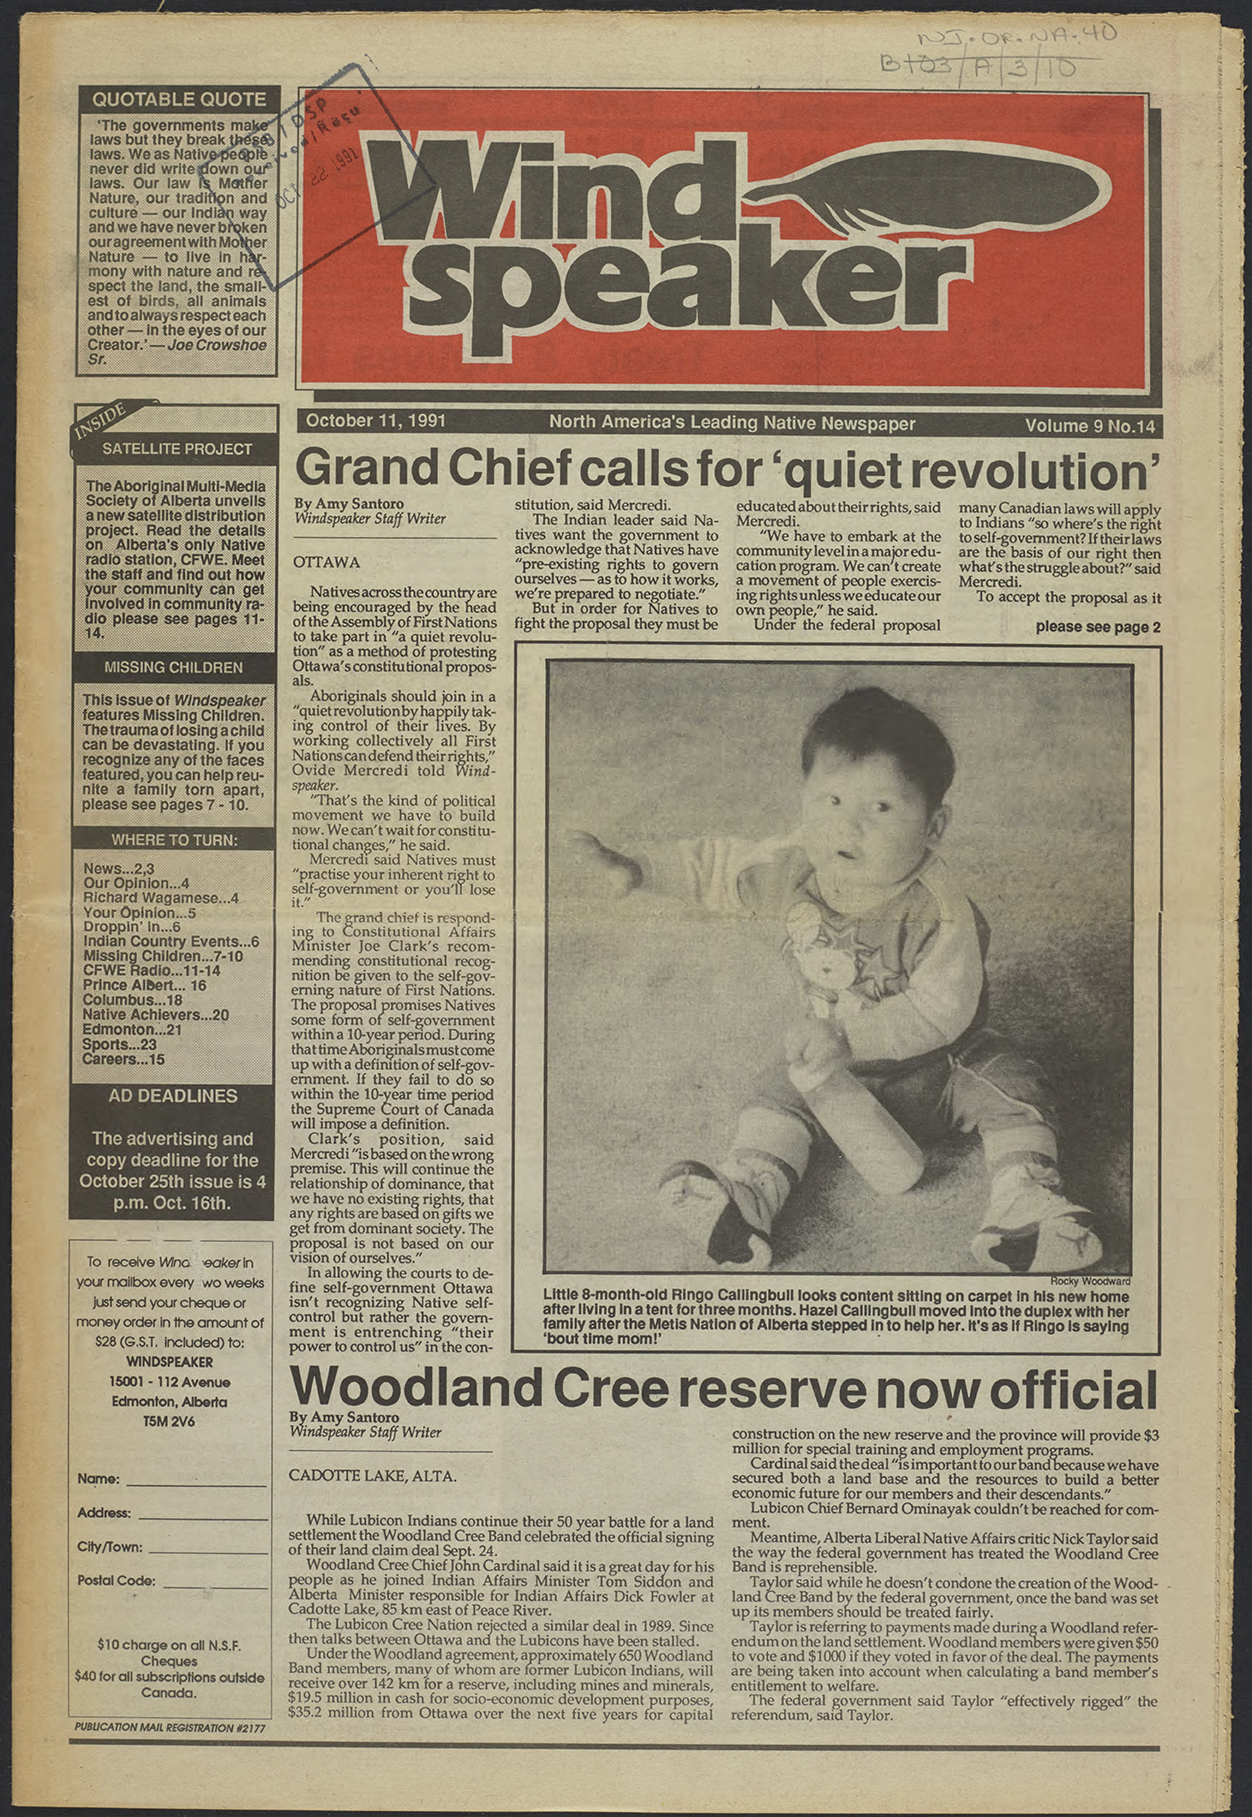 NJ.OR.NA.40
B103/A/3/10
QUOTABLE QUOTE
'The governments make
laws but they break these
laws. We as Native people
never did write down our
laws. Our law is Mother
Nature, our tradition and
culture — our Indian way
and we have never broken
our agreement with Mother
Nature — to live in har-
mony with nature and re-
spect the land, the small-
est of birds, all animals
and to always respect each
other — in the eyes of our
Creator.' — Joe Crowshoe
Sr.
OCT 22 1991
Wind
speaker
October 11, 1991 North America's Leading Native Newspaper Volume 9 No.14
INSIDE
SATELLITE PROJECT
The Aboriginal Multi-Media
Society of Alberta unveils
a new satellite distribution
project. Read the details
on Alberta's only Native
radio station, CFWE. Meet
the staff and find out how
your community can get
involved in community ra-
dio please see pages 11-
14.
MISSING CHILDREN
This issue of Windspeaker
features Missing Children.
The trauma of losing a child
can be devastating. If you
recognize any of the faces
featured, you can help reu-
nite a family torn apart,
please see pages 7 - 10.
WHERE TO TURN:
News...2,3
Our Opinion...4
Richard Wagamese...4
Your Opinion...5
Droppin' In...6
Indian Country Events...6
Missing Children...7-10
CFWE Radio...11-14
Prince Albert... 16
Columbus...18
Native Achievers...20
Edmonton...21
Sports...23
Careers...15
AD DEADLINES
The advertising and
copy deadline for the
October 25th issue is 4
p.m. Oct. 16th.
To receive Wind eaker in
your mailbox every wo weeks
just send your cheque or
money order in the amount of
$28 (G.S.T. included) to:
WINDSPEAKER
15001 - 112 Avenue
Edmonton, Alberta
T5M 2V6
Name:
Address:
City/Town:
Postal Code:
$10 charge on all N.S.F.
Cheques
$40 for all subscriptions outside
Canada.
PUBLICATION MAIL REGISTRATION #2177
Grand Chief calls for 'quiet revolution'
By Amy Santoro
Windspeaker Staff Writer
OTTAWA
Natives across the country are
being encouraged by the head
of the Assembly of First Nations
to take part in "a quiet revolu-
tion" as a method of protesting
Ottawa's constitutional propos-
als.
Aboriginals should join in a
"quiet revolution by happily tak-
ing control of their lives. By
working collectively all First
Nations can defend their rights,"
Ovide Mercredi told Wind-
speaker.
"That's the kind of political
movement we have to build
now. We can't wait for constitu-
tional changes," he said.
Mercredi said Natives must
"practise your inherent right to
self-government or you'll lose
it."
The grand chief is respond-
ing to Constitutional Affairs
Minister Joe Clark's recom-
mending constitutional recog-
nition be given to the self-gov-
erning nature of First Nations.
The proposal promises Natives
some form of self-government
within a 10-year period. During
that time Aboriginals must come
up with a definition of self-gov-
ernment. If they fail to do so
within the 10-year time period
the Supreme Court of Canada
will impose a definition.
Clark's position, said
Mercredi "is based on the wrong
premise. This will continue the
relationship of dominance, that
we have no existing rights, that
any rights are based on gifts we
get from dominant society. The
proposal is not based on our
vision of ourselves."
In allowing the courts to de-
fine self-government Ottawa
isn't recognizing Native self-
control but rather the govern-
ment is entrenching "their
power to control us" in the con-
stitution, said Mercredi.
The Indian leader said Na-
tives want the government to
acknowledge that Natives have
"pre-existing rights to govern
ourselves — as to how it works,
we're prepared to negotiate."
But in order for Natives to
fight the proposal they must be
educated about their rights, said
Mercredi.
"We have to embark at the
community level in a major edu-
cation program. We can't create
a movement of people exercis-
ing rights unless we educate our
own people," he said.
Under the federal proposal
many Canadian laws will apply
to Indians "so where's the right
to self-government? If their laws
are the basis of our right then
what's the struggle about?" said
Mercredi.
To accept the proposal as it
please see page 2
Rocky Woodward
Little 8-month-old Ringo Callingbull looks content sitting on carpet in his new home
after living in a tent for three months. Hazel Callingbull moved into the duplex with her
family after the Metis Nation of Alberta stepped in to help her. It's as if Ringo is saying
'bout time mom!'
Woodland Cree reserve now official
By Amy Santoro
Windspeaker Staff Writer
CADOTTE LAKE, ALTA.
While Lubicon Indians continue their 50 year battle for a land
settlement the Woodland Cree Band celebrated the official signing
of their land claim deal Sept. 24.
Woodland Cree Chief John Cardinal said it is a great day for his
people as he joined Indian Affairs Minister Tom Siddon and
Alberta Minister responsible for Indian Affairs Dick Fowler at
Cadotte Lake, 85 km east of Peace River.
The Lubicon Cree Nation rejected a similar deal in 1989. Since
then talks between Ottawa and the Lubicons have been stalled.
Under the Woodland agreement, approximately 650 Woodland
Band members, many of whom are former Lubicon Indians, will
receive over 142 km for a reserve, including mines and minerals,
$19.5 million in cash for socio-economic development purposes,
$35.2 million from Ottawa over the next five years for capital
construction on the new reserve and the province will provide $3
million for special training and employment programs.
Cardinal said the deal "is important to our band because we have
secured both a land base and the resources to build a better
economic future for our members and their descendants."
Lubicon Chief Bernard Ominayak couldn't be reached for com-
ment.
Meantime, Alberta Liberal Native Affairs critic Nick Taylor said
the way the federal government has treated the Woodland Cree
Band is reprehensible.
Taylor said while he doesn't condone the creation of the Wood-
land Cree Band by the federal government, once the band was set
up its members should be treated fairly.
Taylor is referring to payments made during a Woodland refer-
endum on the land settlement. Woodland members were given $50
to vote and $1000 if they voted in favor of the deal. The payments
are being taken into account when calculating a band member's
entitlement to welfare.
The federal government said Taylor "effectively rigged" the
referendum, said Taylor.